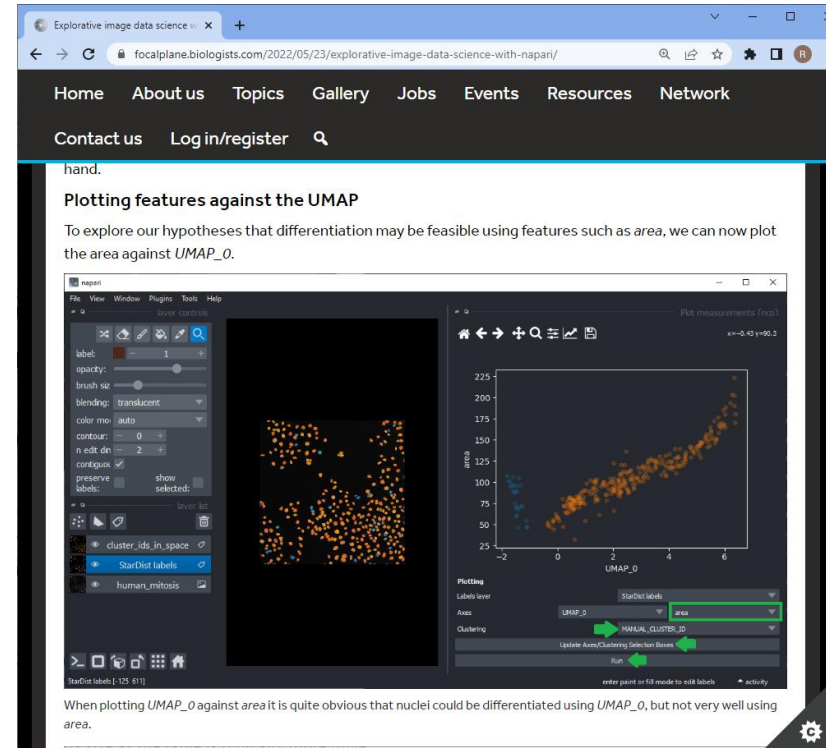 Explorative image data science w
focalplane.biologists.com/2022/05/23/explorative-image-data-science-with-napari/
R
Home About us Topics Gallery Jobs Events Resources Network
Contact us Log in/register
hand.
Plotting features against the UMAP
To explore our hypotheses that differentiation may be feasible using features such as area, we can now plot
the area against UMAP_0.
napari
File View Window Plugins Tools Help
layer controls
label: 1
opacity:
brush siz
blending: translucent
color mo auto
contour: 0
n edit din 2
contiguou
preserve labels: show selected:
layer list
cluster_ids_in_space
StarDist labels
human_mitosis
StarDist labels [-125 611]
Plot measurements (ncp)
x=-0.43 y=90.3
225
200
175
150
125
100
75
50
25
area
−2 0 2 4 6
UMAP_0
Plotting
Labels layer StarDist labels
Axes UMAP_0 area
Clustering MANUAL_CLUSTER_ID
Update Axes/Clustering Selection Boxes
Run
enter paint or fill mode to edit labels activity
When plotting UMAP_0 against area it is quite obvious that nuclei could be differentiated using UMAP_0, but not very well using
area.